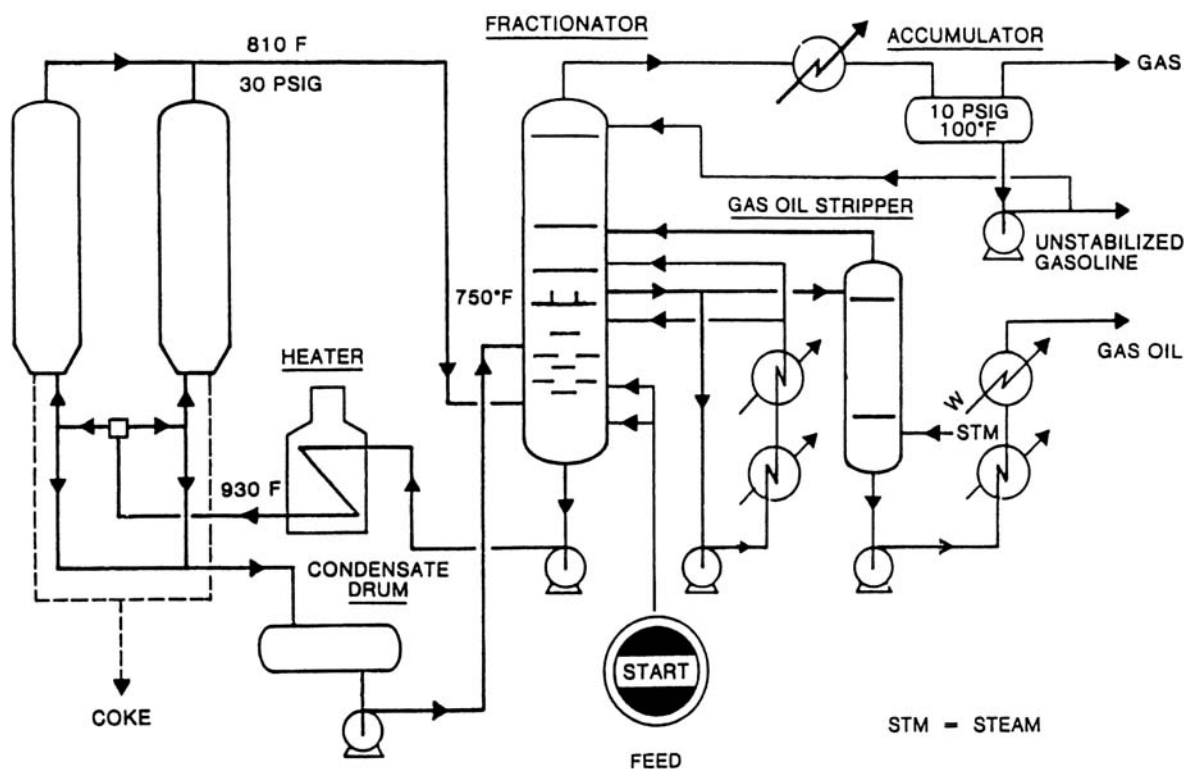 FRACTIONATOR
ACCUMULATOR
810 F
30 PSIG
GAS
10 PSIG
100°F
GAS OIL STRIPPER
UNSTABILIZED
GASOLINE
750°F
HEATER
GAS OIL
W
STM
930 F
CONDENSATE
DRUM
START
COKE
STM = STEAM
FEED